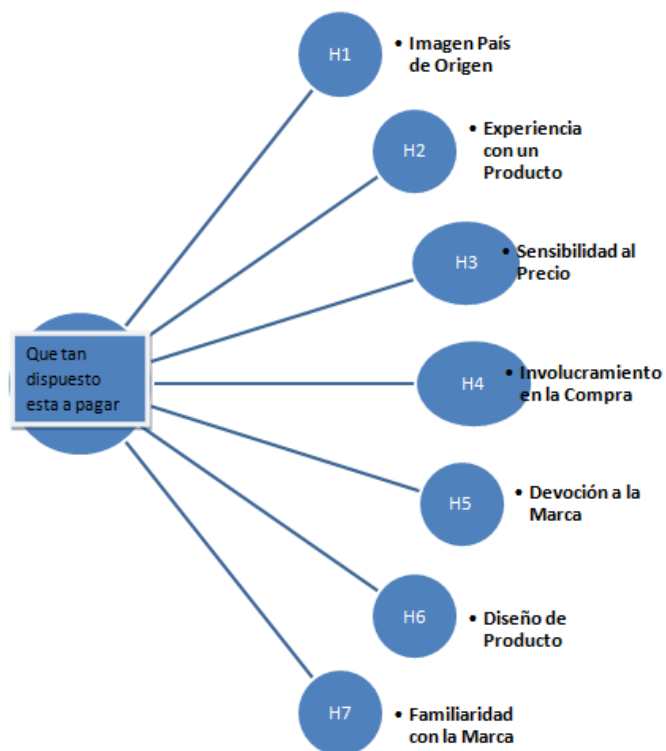 H1
• Imagen País
de Origen
H2
• Experiencia
con un
Producto
H3
• Sensibilidad al
Precio
Que tan
dispuesto
esta a pagar
H4
• Involucramiento
en la Compra
H5
• Devoción a la
Marca
H6
• Diseño de
Producto
H7
• Familiaridad
con la Marca